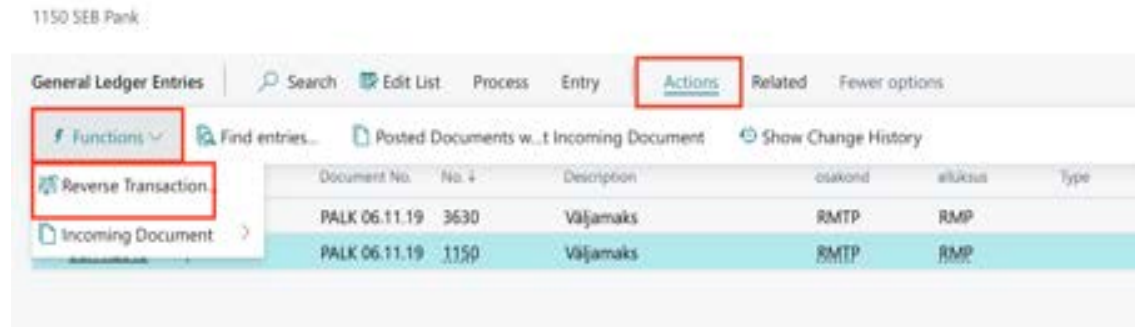 1150 SEB Pank
General Ledger Entries Search Edit List Process Entry Actions Related Fewer options
Functions Find entries... Posted Documents w...t Incoming Document Show Change History
Reverse Transaction... Document No. No. ↓ Description osakond allüksus Type
PALK 06.11.19 3630 Väljamaks RMTP RMP
Incoming Document
PALK 06.11.19 1150 Väljamaks RMTP RMP